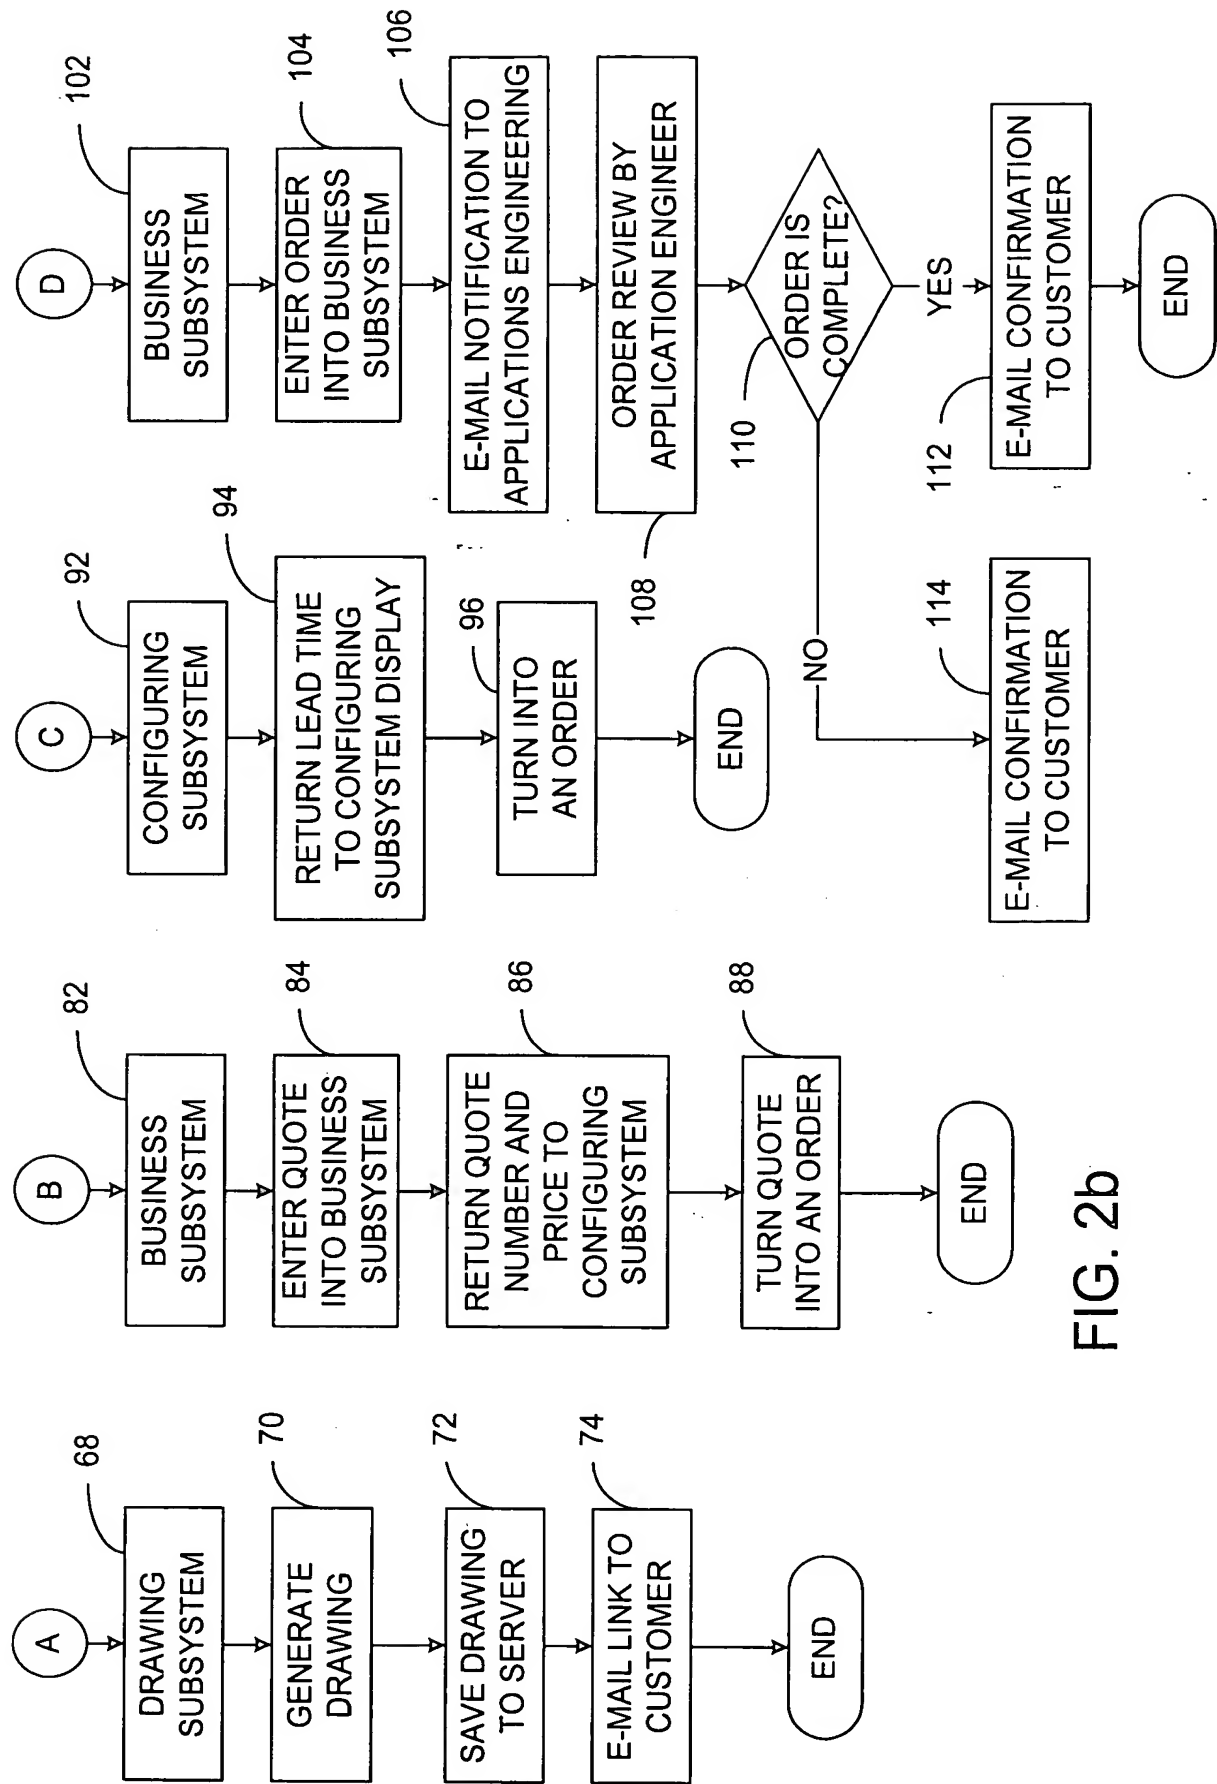 A
68
DRAWING
SUBSYSTEM
70
GENERATE
DRAWING
72
SAVE DRAWING
TO SERVER
74
E-MAIL LINK TO
CUSTOMER
END
B
82
BUSINESS
SUBSYSTEM
84
ENTER QUOTE
INTO BUSINESS
SUBSYSTEM
86
RETURN QUOTE
NUMBER AND
PRICE TO
CONFIGURING
SUBSYSTEM
88
TURN QUOTE
INTO AN ORDER
END
C
92
CONFIGURING
SUBSYSTEM
94
RETURN LEAD TIME
TO CONFIGURING
SUBSYSTEM DISPLAY
96
TURN INTO
AN ORDER
END
D
102
BUSINESS
SUBSYSTEM
104
ENTER ORDER
INTO BUSINESS
SUBSYSTEM
106
E-MAIL NOTIFICATION TO
APPLICATIONS ENGINEERING
108
ORDER REVIEW BY
APPLICATION ENGINEER
110
ORDER IS
COMPLETE?
NO
YES
114
E-MAIL CONFIRMATION
TO CUSTOMER
112
E-MAIL CONFIRMATION
TO CUSTOMER
END
FIG. 2b